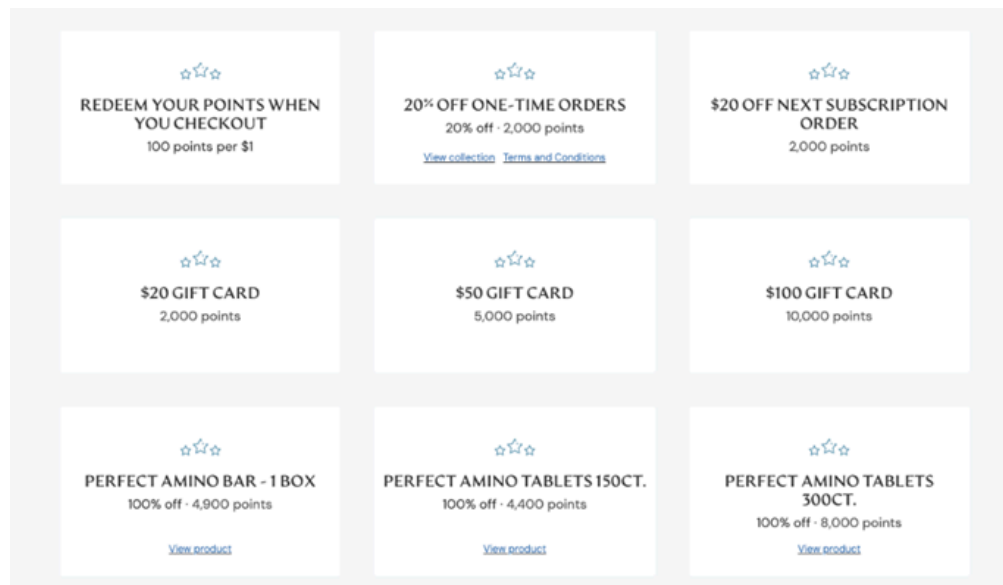 REDEEM YOUR POINTS WHEN
YOU CHECKOUT
100 points per $1
20% OFF ONE-TIME ORDERS
20% off · 2,000 points
View collection Terms and Conditions
$20 OFF NEXT SUBSCRIPTION
ORDER
2,000 points
$20 GIFT CARD
2,000 points
$50 GIFT CARD
5,000 points
$100 GIFT CARD
10,000 points
PERFECT AMINO BAR - 1 BOX
100% off · 4,900 points
View product
PERFECT AMINO TABLETS 150CT.
100% off · 4,400 points
View product
PERFECT AMINO TABLETS
300CT.
100% off · 8,000 points
View product